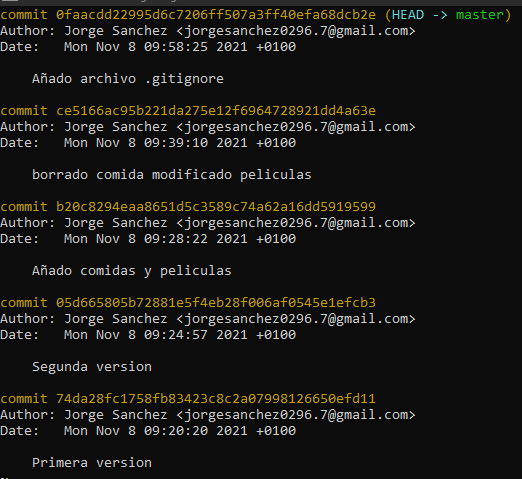 commit 0faacdd22995d6c7206ff507a3ff40efa68dcb2e (HEAD -> master)
Author: Jorge Sanchez <jorgesanchez0296.7@gmail.com>
Date:   Mon Nov 8 09:58:25 2021 +0100
Añado archivo .gitignore
commit ce5166ac95b221da275e12f6964728921dd4a63e
Author: Jorge Sanchez <jorgesanchez0296.7@gmail.com>
Date:   Mon Nov 8 09:39:10 2021 +0100
borrado comida modificado peliculas
commit b20c8294eaa8651d5c3589c74a62a16dd5919599
Author: Jorge Sanchez <jorgesanchez0296.7@gmail.com>
Date:   Mon Nov 8 09:28:22 2021 +0100
Añado comidas y peliculas
commit 05d665805b72881e5f4eb28f006af0545e1efcb3
Author: Jorge Sanchez <jorgesanchez0296.7@gmail.com>
Date:   Mon Nov 8 09:24:57 2021 +0100
Segunda version
commit 74da28fc1758fb83423c8c2a07998126650efd11
Author: Jorge Sanchez <jorgesanchez0296.7@gmail.com>
Date:   Mon Nov 8 09:20:20 2021 +0100
Primera version